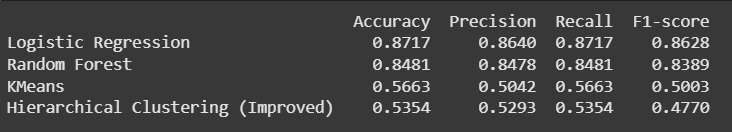 Accuracy Precision Recall F1-score
Logistic Regression 0.8717 0.8640 0.8717 0.8628
Random Forest 0.8481 0.8478 0.8481 0.8389
KMeans 0.5663 0.5042 0.5663 0.5003
Hierarchical Clustering (Improved) 0.5354 0.5293 0.5354 0.4770